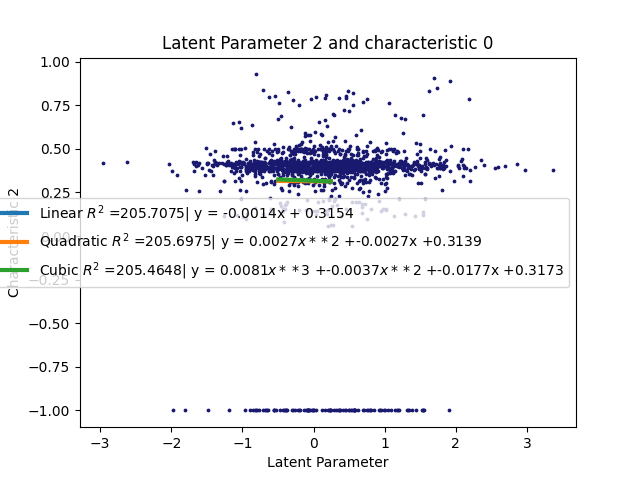 Latent Parameter 2 and characteristic 0
1.00
0.75
0.50
0.25
0.00
−0.25
−0.50
−0.75
−1.00
Characteristic 2
Linear R² =205.7075| y = -0.0014x + 0.3154
Quadratic R² =205.6975| y = 0.0027x * *2 +-0.0027x +0.3139
Cubic R² =205.4648| y = 0.0081x * *3 +-0.0037x * *2 +-0.0177x +0.3173
−3 −2 −1 0 1 2 3
Latent Parameter